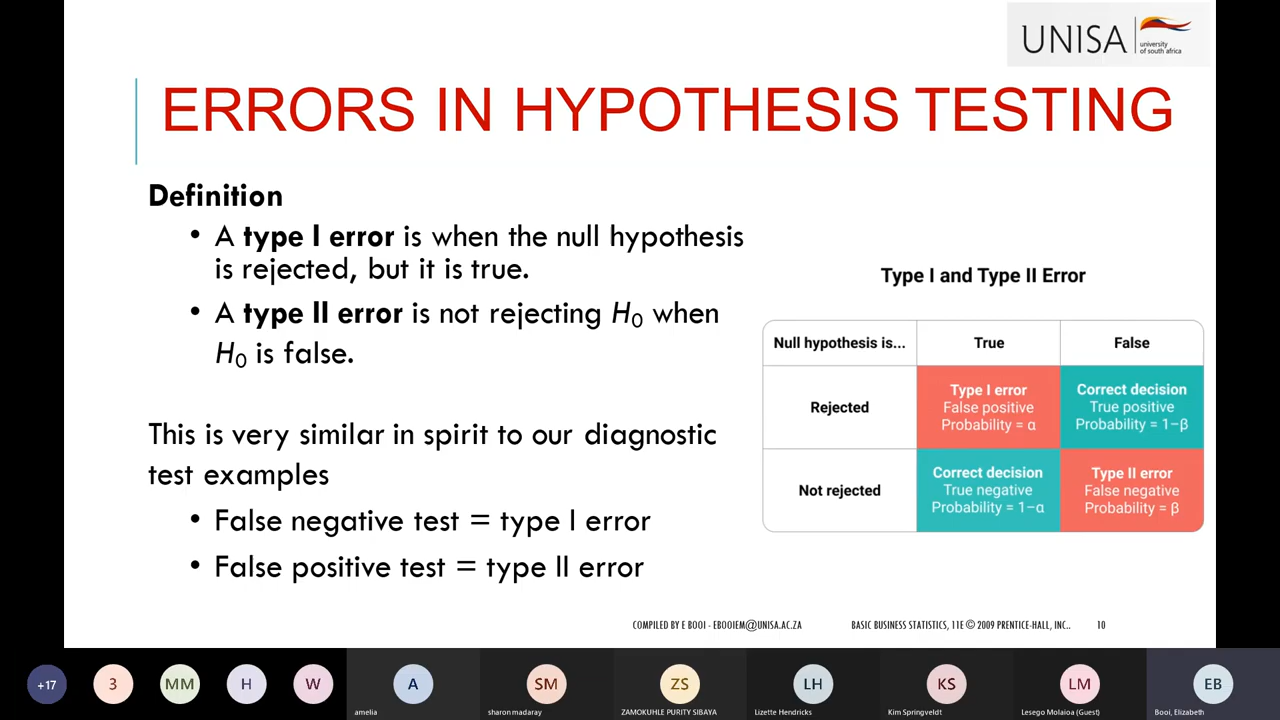 UNISA
university
of south africa
ERRORS IN HYPOTHESIS TESTING
Definition
• A type I error is when the null hypothesis
is rejected, but it is true.
• A type II error is not rejecting H0 when
H0 is false.
This is very similar in spirit to our diagnostic
test examples
• False negative test = type I error
• False positive test = type II error
Type I and Type II Error
Null hypothesis is... True False
Rejected
Type I error
False positive
Probability = α
Correct decision
True positive
Probability = 1−β
Not rejected
Correct decision
True negative
Probability = 1−α
Type II error
False negative
Probability = β
COMPILED BY E BOOI - EBOOIEM@UNISA.AC.ZA BASIC BUSINESS STATISTICS, 11E © 2009 PRENTICE-HALL, INC.. 10
+17 3 MM H W A SM ZS LH KS LM EB
amelia sharon madaray ZAMOKUHLE PURITY SIBAYA Lizette Hendricks Kim Springveldt Lesego Molaioa (Guest) Booi, Elizabeth